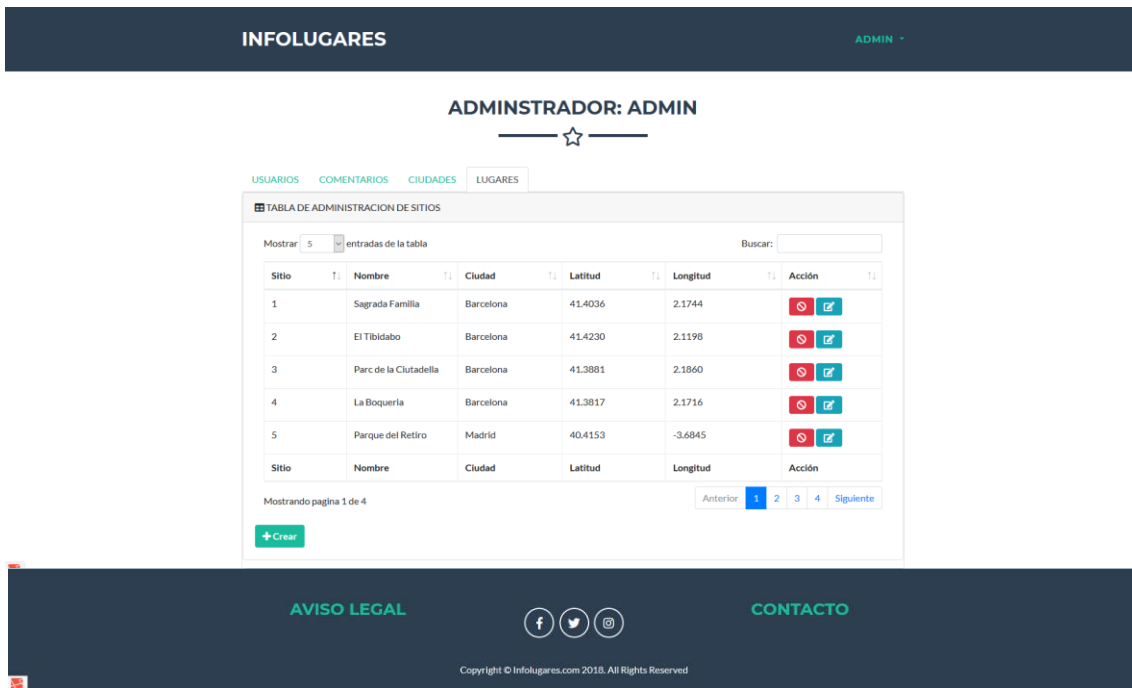 INFOLUGARES
ADMIN
ADMINSTRADOR: ADMIN
USUARIOS COMENTARIOS CIUDADES LUGARES
TABLA DE ADMINISTRACION DE SITIOS
Mostrar 5 entradas de la tabla Buscar:
Sitio Nombre Ciudad Latitud Longitud Acción
1 Sagrada Familia Barcelona 41.4036 2.1744
2 El Tibidabo Barcelona 41.4230 2.1198
3 Parc de la Ciutadella Barcelona 41.3881 2.1860
4 La Boqueria Barcelona 41.3817 2.1716
5 Parque del Retiro Madrid 40.4153 -3.6845
Sitio Nombre Ciudad Latitud Longitud Acción
Mostrando pagina 1 de 4 Anterior 1 2 3 4 Siguiente
+ Crear
AVISO LEGAL CONTACTO
Copyright © Infolugares.com 2018. All Rights Reserved